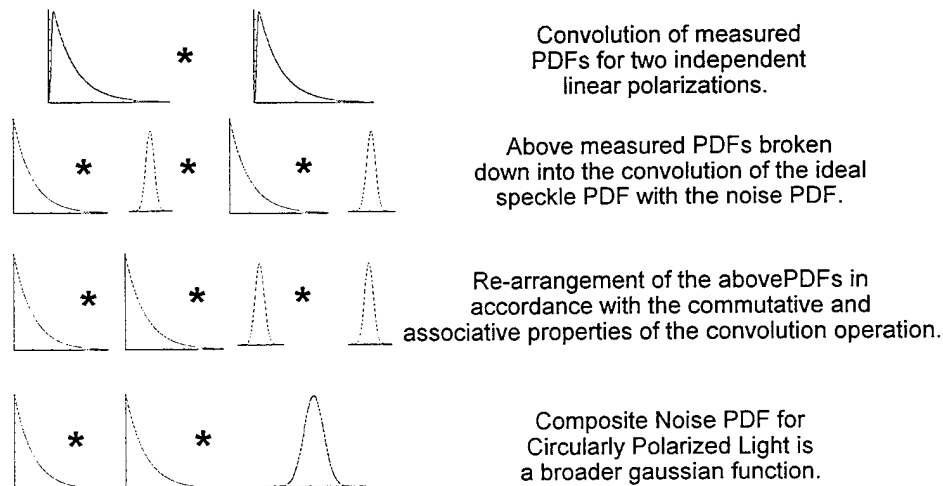 * Convolution of measured
PDFs for two independent
linear polarizations.
* * * Above measured PDFs broken
down into the convolution of the ideal
speckle PDF with the noise PDF.
* * * Re-arrangement of the abovePDFs in
accordance with the commutative and
associative properties of the convolution operation.
* * Composite Noise PDF for
Circularly Polarized Light is
a broader gaussian function.